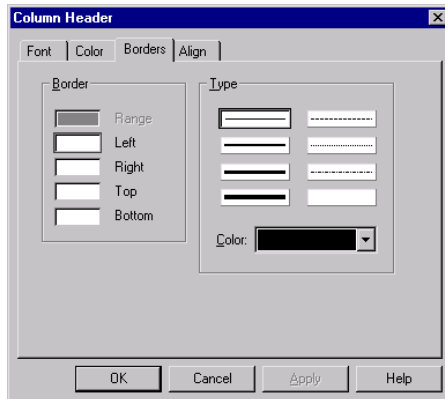 Column Header
Font Color Borders Align
Border
Range
Left
Right
Top
Bottom
Type
Color:
OK Cancel Apply Help